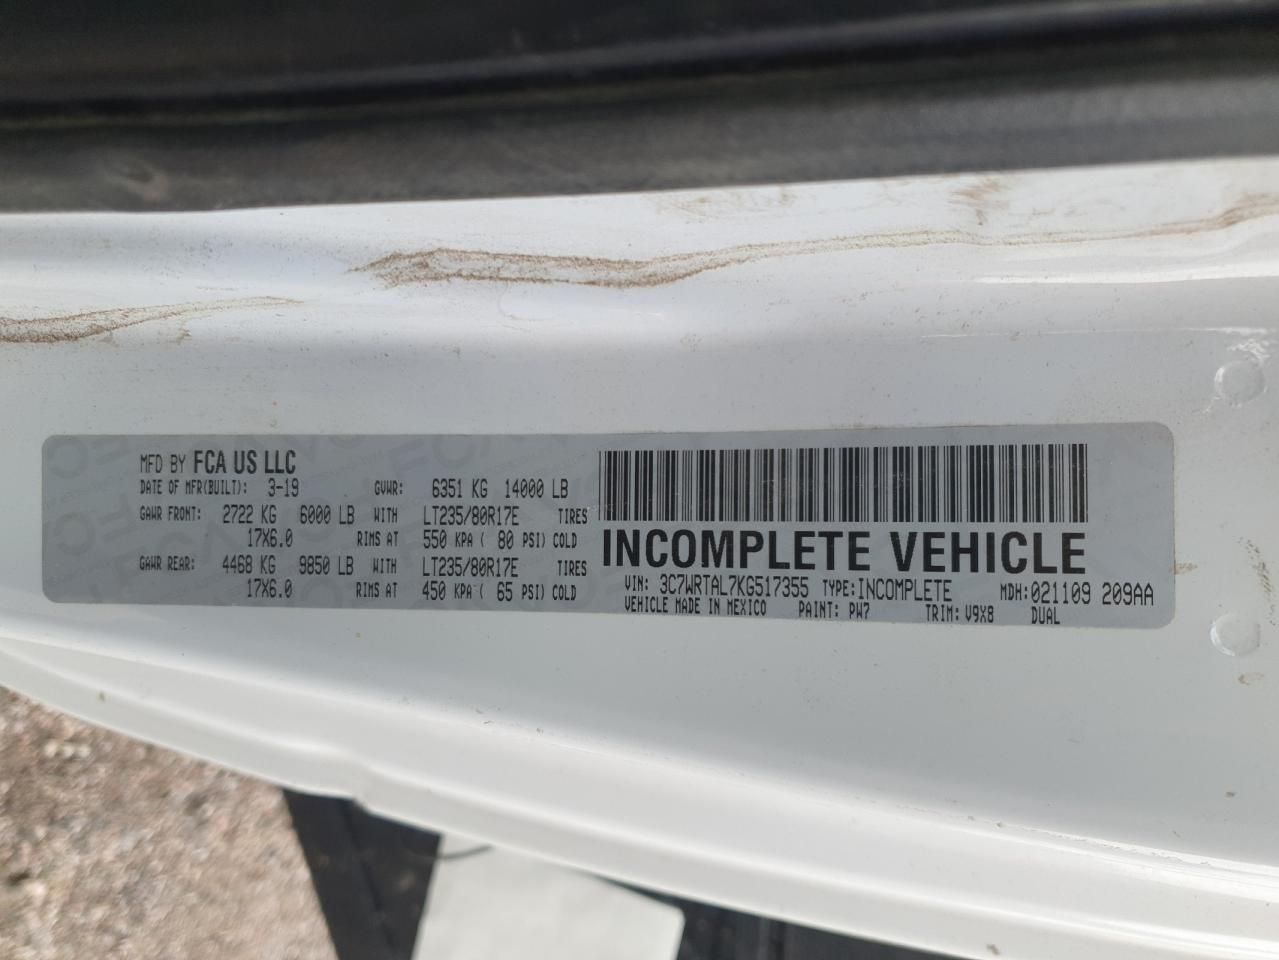 MFD BY FCA US LLC
DATE OF MFR(BUILT): 3-19 GVWR: 6351 KG 14000 LB
GAWR FRONT: 2722 KG 6000 LB WITH LT235/80R17E TIRES
17X6.0 RIMS AT 550 KPA ( 80 PSI) COLD
GAWR REAR: 4468 KG 9850 LB WITH LT235/80R17E TIRES
17X6.0 RIMS AT 450 KPA ( 65 PSI) COLD
INCOMPLETE VEHICLE
VIN: 3C7WRTAL7KG517355 TYPE:INCOMPLETE MDH:021109 209AA
VEHICLE MADE IN MEXICO PAINT: PW7 TRIM: V9X8 DUAL